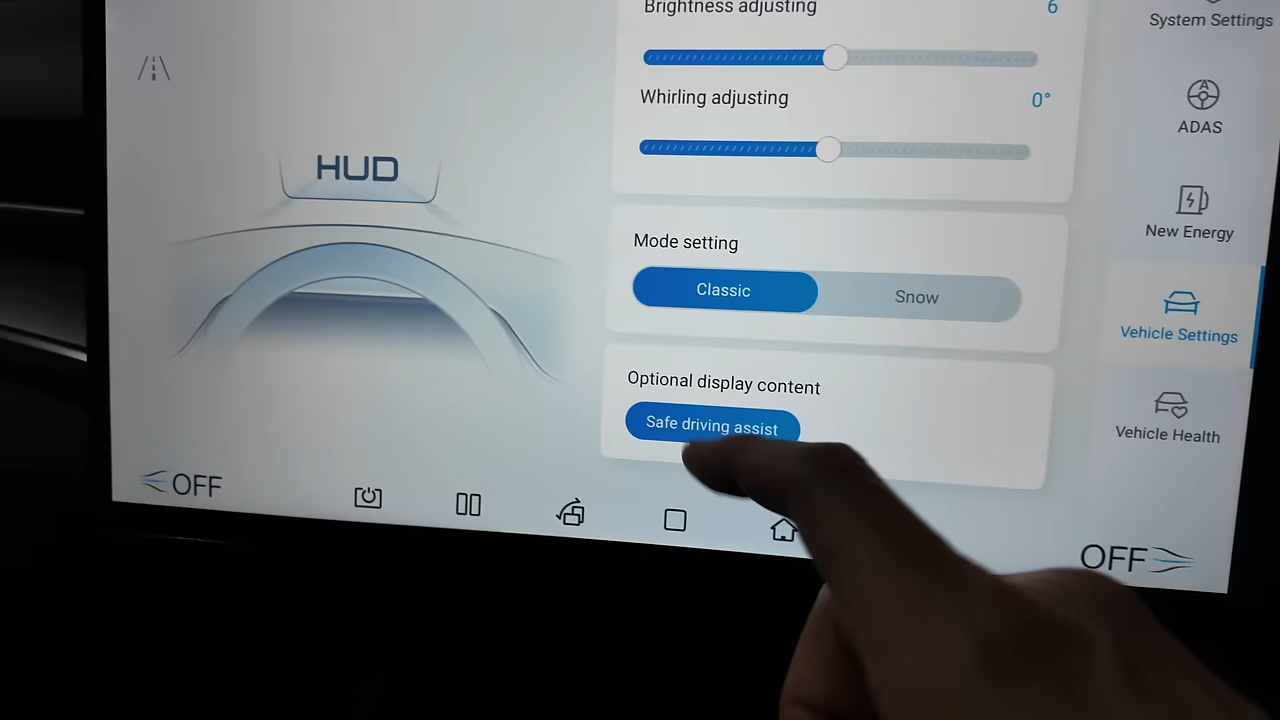 Brightness adjusting 6
Whirling adjusting 0°
HUD
Mode setting
Classic Snow
Optional display content
Safe driving assist
OFF
OFF
System Settings
A
ADAS
New Energy
Vehicle Settings
Vehicle Health